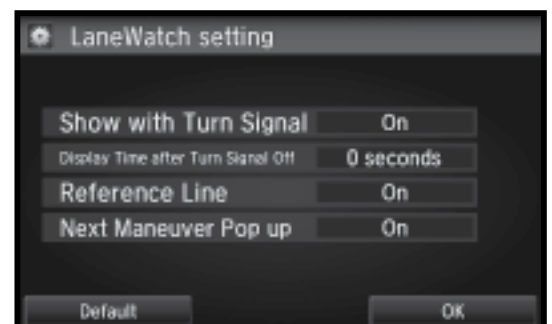 LaneWatch setting
Show with Turn Signal On
Display Time after Turn Signal Off 0 seconds
Reference Line On
Next Maneuver Pop up On
Default OK